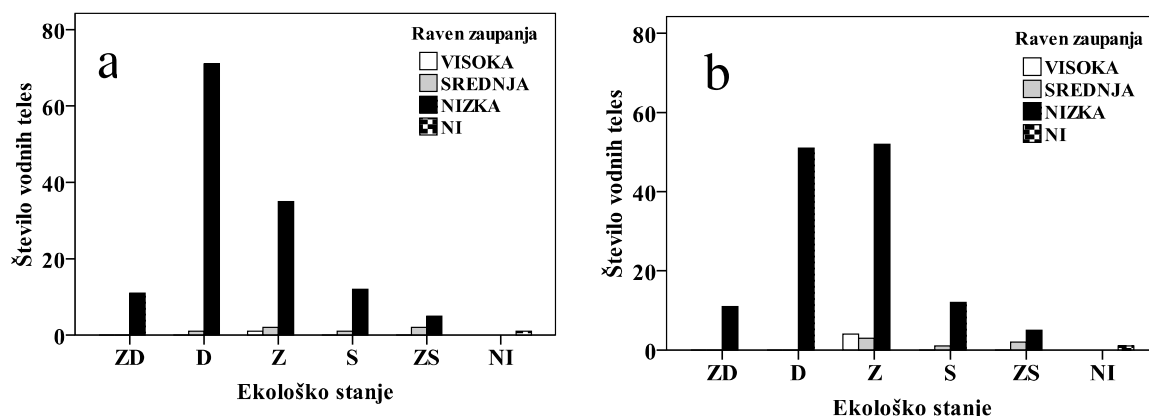 a
Raven zaupanja
VISOKA
SREDNJA
NIZKA
NI
Število vodnih teles
80
60
40
20
0
ZD D Z S ZS NI
Ekološko stanje
b
Raven zaupanja
VISOKA
SREDNJA
NIZKA
NI
Število vodnih teles
80
60
40
20
0
ZD D Z S ZS NI
Ekološko stanje